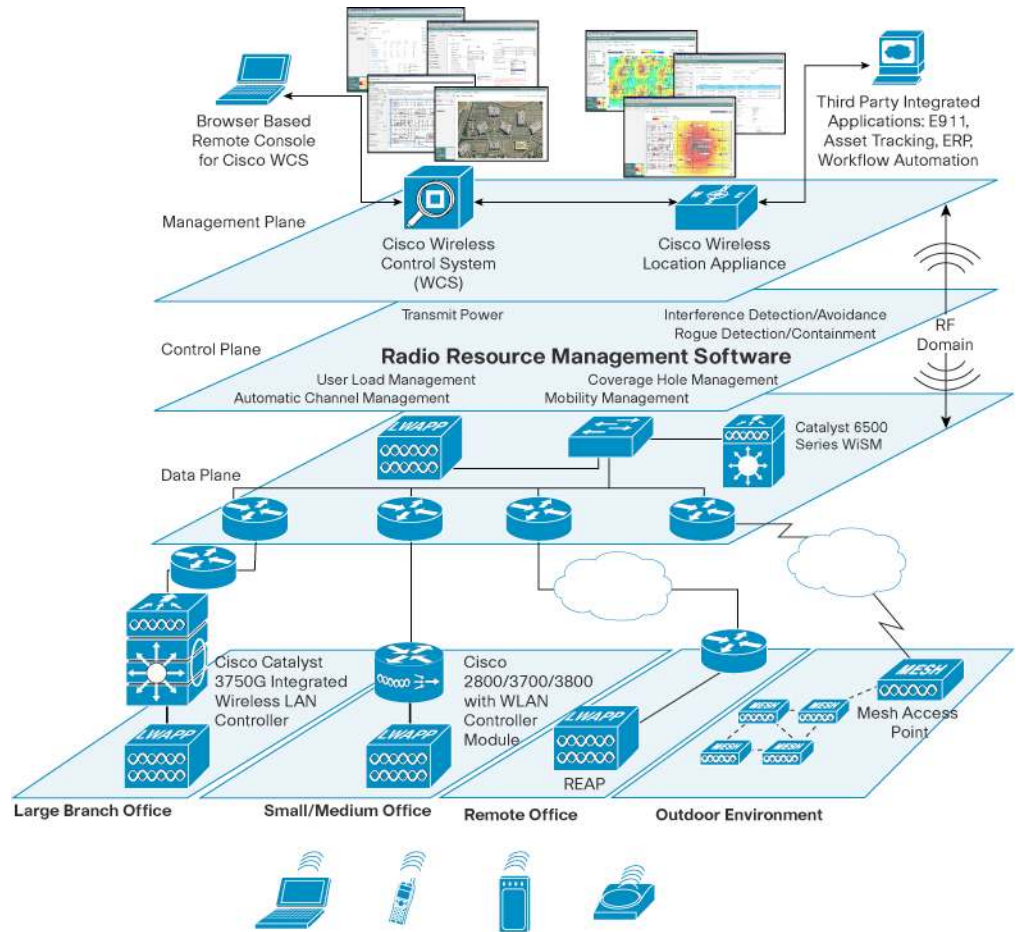 Browser Based
Remote Console
for Cisco WCS
Third Party Integrated
Applications: E911,
Asset Tracking, ERP,
Workflow Automation
Management Plane
Cisco Wireless
Control System
(WCS)
Cisco Wireless
Location Appliance
Transmit Power
Interference Detection/Avoidance
Rogue Detection/Containment
Control Plane
Radio Resource Management Software
RF
Domain
User Load Management
Coverage Hole Management
Automatic Channel Management
Mobility Management
LWAPP
Catalyst 6500
Series WiSM
Data Plane
Cisco Catalyst
3750G Integrated
Wireless LAN
Controller
Cisco
2800/3700/3800
with WLAN
Controller
Module
MESH
Mesh Access
Point
MESH
MESH
MESH
MESH
LWAPP
LWAPP
LWAPP
REAP
Large Branch Office
Small/Medium Office
Remote Office
Outdoor Environment